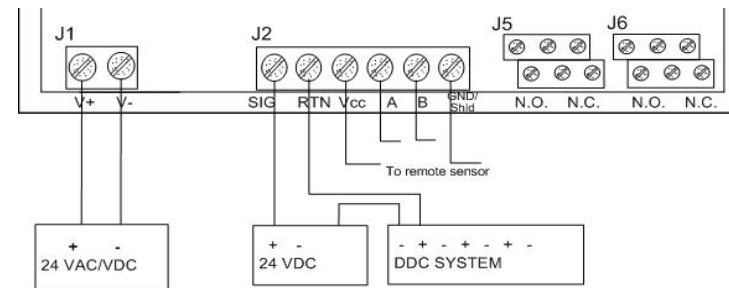 J1 J2 J5 J6
V+ V- SIG RTN Vcc A B GND/ Shld N.O. N.C. N.O. N.C.
To remote sensor
+ - + - - + - + - + -
24 VAC/VDC 24 VDC DDC SYSTEM